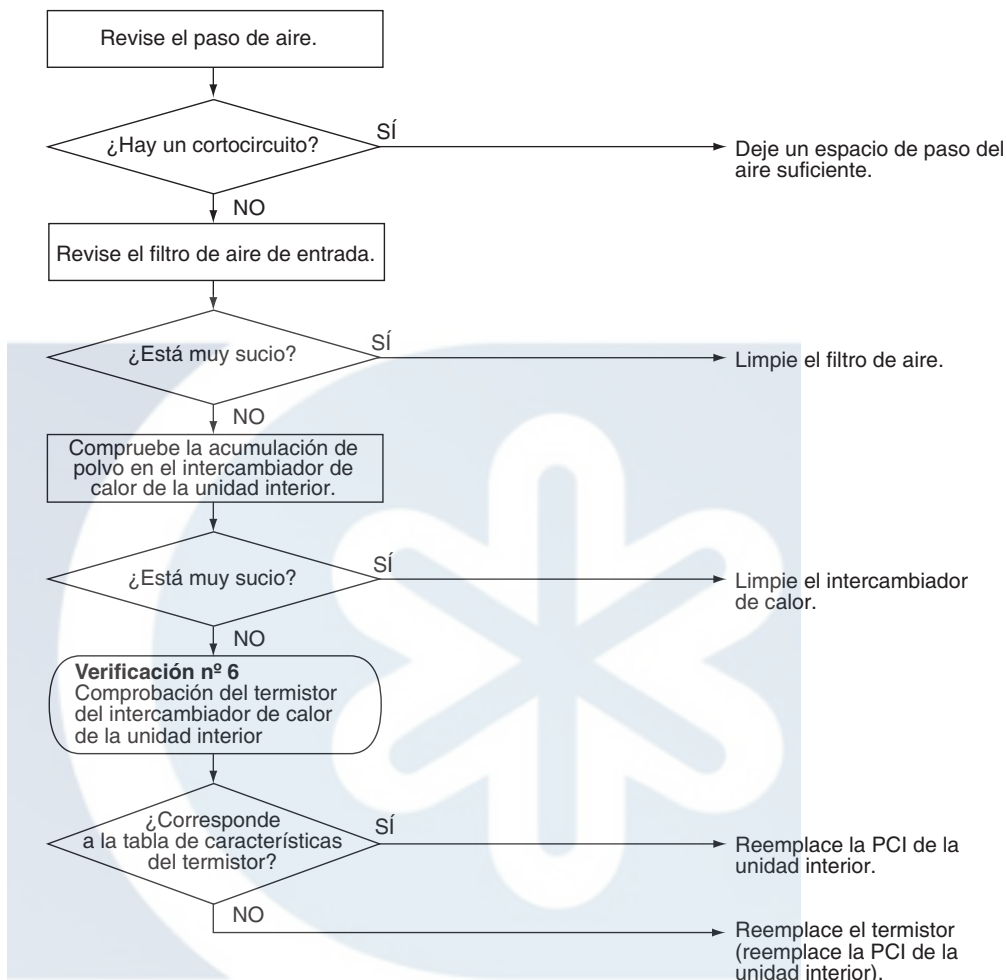 Revise el paso de aire.
¿Hay un cortocircuito?
SÍ
Deje un espacio de paso del
aire suficiente.
NO
Revise el filtro de aire de entrada.
¿Está muy sucio?
SÍ
Limpie el filtro de aire.
NO
Compruebe la acumulación de
polvo en el intercambiador de
calor de la unidad interior.
¿Está muy sucio?
SÍ
Limpie el intercambiador
de calor.
NO
Verificación nº 6
Comprobación del termistor
del intercambiador de calor
de la unidad interior
¿Corresponde
a la tabla de características
del termistor?
SÍ
Reemplace la PCI de la
unidad interior.
NO
Reemplace el termistor
(reemplace la PCI de la
unidad interior).